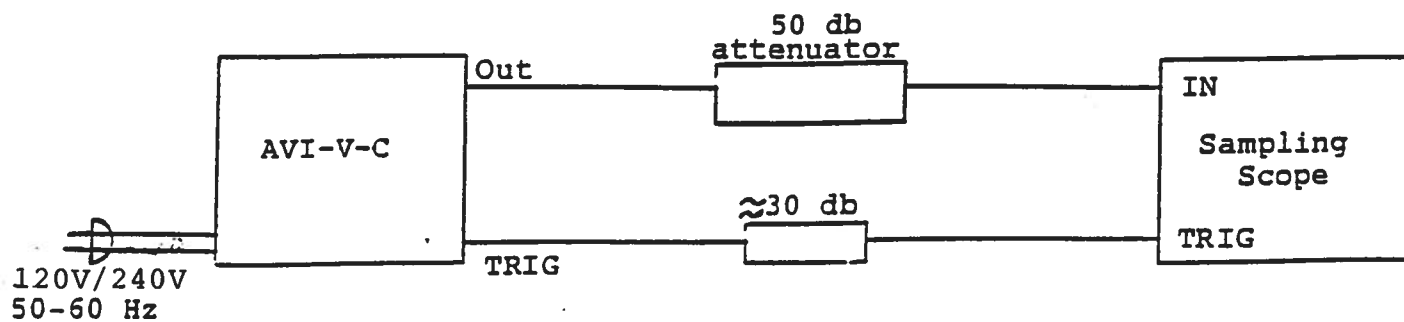 50 db
attenuator
Out
IN
AVI-V-C
Sampling
Scope
≈30 db
TRIG
TRIG
120V/240V
50-60 Hz